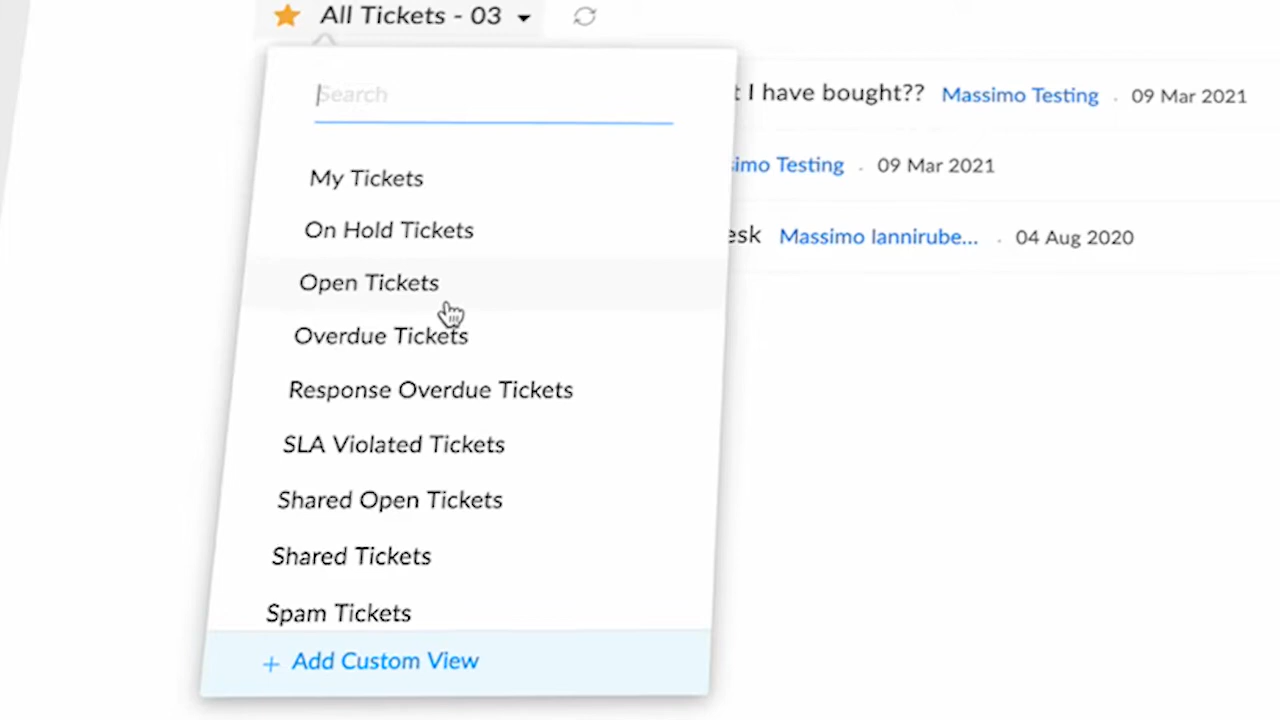 All Tickets - 03
Search
t I have bought?? Massimo Testing . 09 Mar 2021
simo Testing . 09 Mar 2021
esk Massimo Iannirube... . 04 Aug 2020
My Tickets
On Hold Tickets
Open Tickets
Overdue Tickets
Response Overdue Tickets
SLA Violated Tickets
Shared Open Tickets
Shared Tickets
Spam Tickets
+ Add Custom View